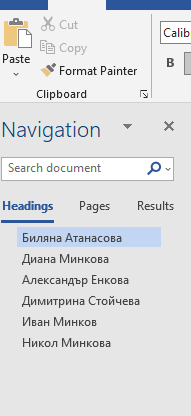 Cut
Copy
Paste
Format Painter
Calib
B
Clipboard
Navigation
Search document
Headings Pages Results
Биляна Атанасова
Диана Минкова
Александър Енкова
Димитрина Стойчева
Иван Минков
Никол Минкова